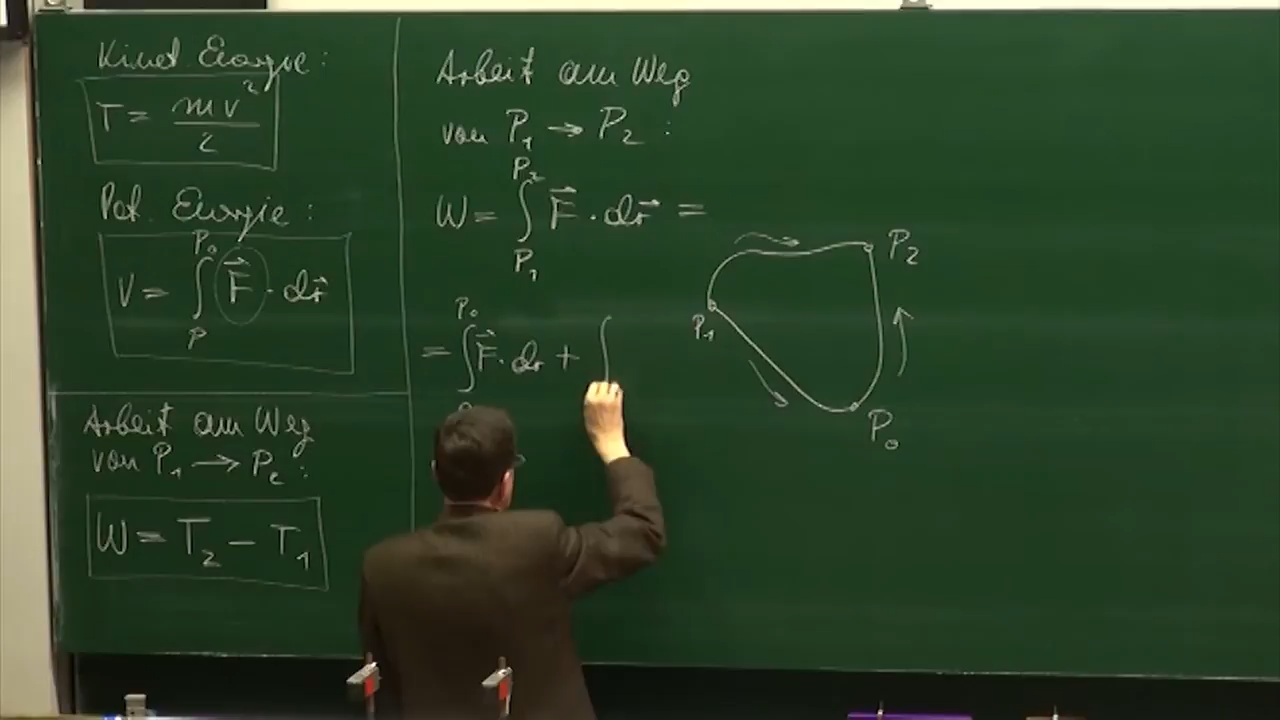 Kinet Energie:
T = mv²/2
Pot. Energie:
V = ∫_P^P₀ F⃗ · dr⃗
Arbeit am Weg
von P₁ → P₂:
W = T₂ - T₁
Arbeit am Weg
von P₁ → P₂ :
W = ∫_P₁^P₂ F⃗ · dr⃗ =
= ∫^P₀ F⃗ · dr + ∫
P₂
P₁
P₀